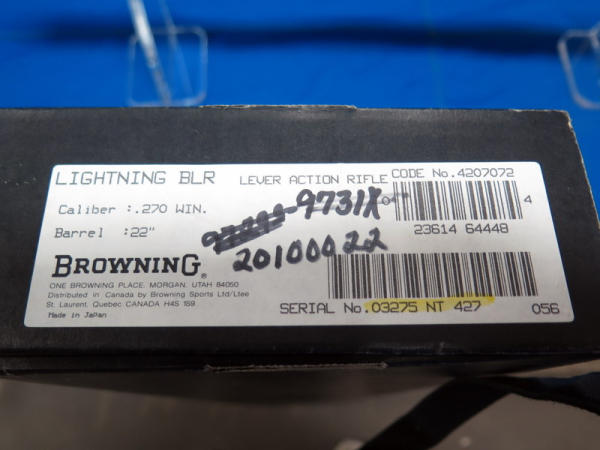 LIGHTNING BLR LEVER ACTION RIFLE CODE No.4207072
Caliber :.270 WIN.
9731X
4
23614 64448
Barrel :22"
20100022
BROWNING®
ONE BROWNING PLACE, MORGAN, UTAH 84050
Distributed in Canada by Browning Sports Ltd/Ltee
St. Laurent, Quebec CANADA H4S 1S9
Made in Japan
SERIAL No. 03275 NT 427 056